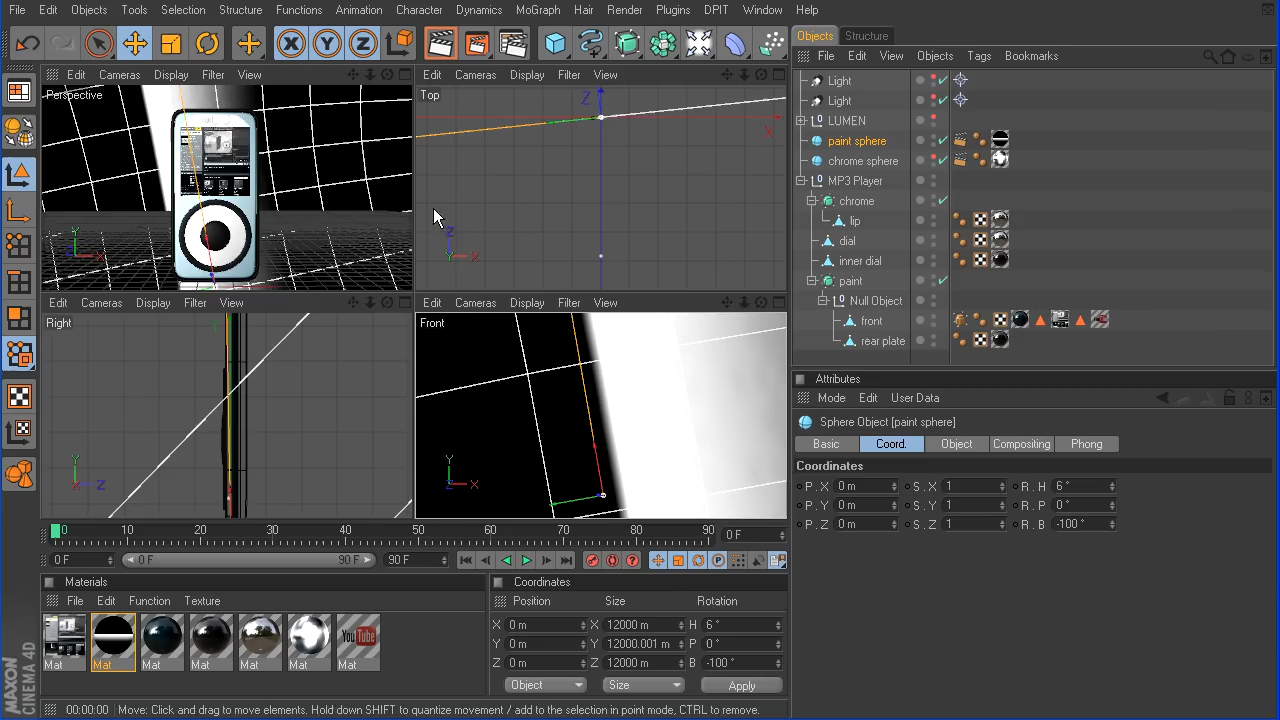 File Edit Objects Tools Selection Structure Functions Animation Character Dynamics MoGraph Hair Render Plugins DPIT Window Help
Objects Structure
File Edit View Objects Tags Bookmarks
Edit Cameras Display Filter View
Perspective
Edit Cameras Display Filter View
Top
Z
X
Z
Y X
Y
Z X
Light
Light
LUMEN
paint sphere
chrome sphere
MP3 Player
chrome
lip
dial
inner dial
paint
Null Object
front
rear plate
Edit Cameras Display Filter View
Right
Y
Y
X Z
Edit Cameras Display Filter View
Front
Y
Z X
Attributes
Mode Edit User Data
Sphere Object [paint sphere]
Basic Coord. Object Compositing Phong
Coordinates
P . X 0 m S . X 1 R . H 6 °
P . Y 0 m S . Y 1 R . P 0 °
P . Z 0 m S . Z 1 R . B -100 °
0 10 20 30 40 50 60 70 80 90 0 F
0 F 0 F 90 F 90 F
Materials
File Edit Function Texture
Mat Mat Mat Mat Mat Mat Mat
YouTube
Coordinates
Position Size Rotation
X 0 m X 12000 m H 6 °
Y 0 m Y 12000.001 m P 0 °
Z 0 m Z 12000 m B -100 °
Object Size Apply
MAXON
CINEMA 4D
00:00:00 Move: Click and drag to move elements. Hold down SHIFT to quantize movement / add to the selection in point mode, CTRL to remove.